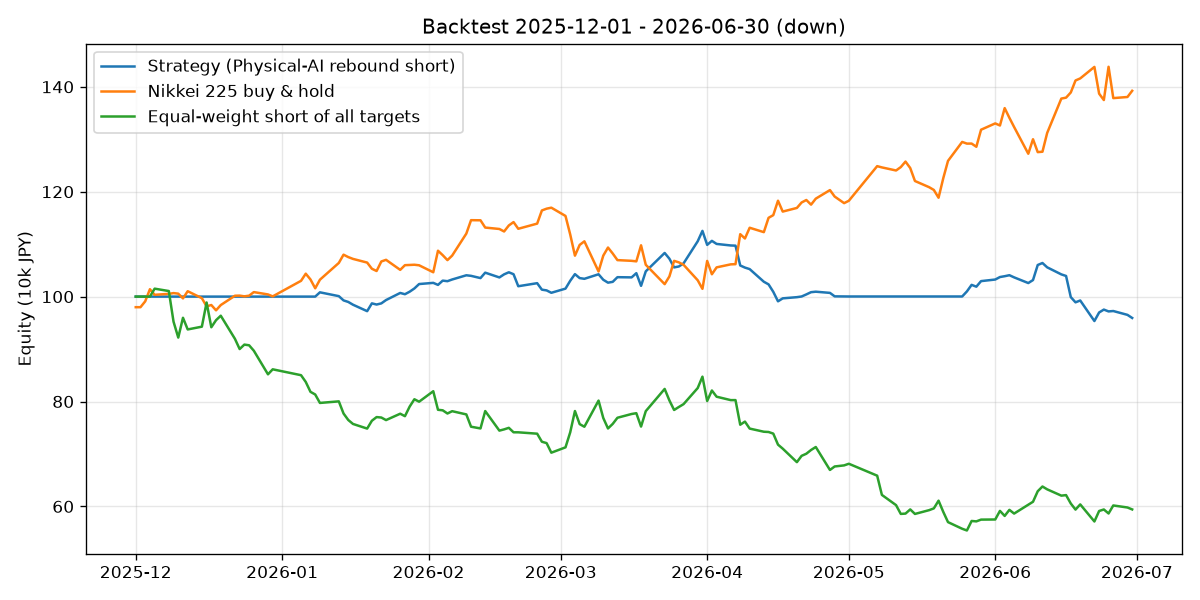 Backtest 2025-12-01 - 2026-06-30 (down)
Strategy (Physical-AI rebound short)
Nikkei 225 buy & hold
Equal-weight short of all targets
Equity (10k JPY)
140
120
100
80
60
2025-12
2026-01
2026-02
2026-03
2026-04
2026-05
2026-06
2026-07